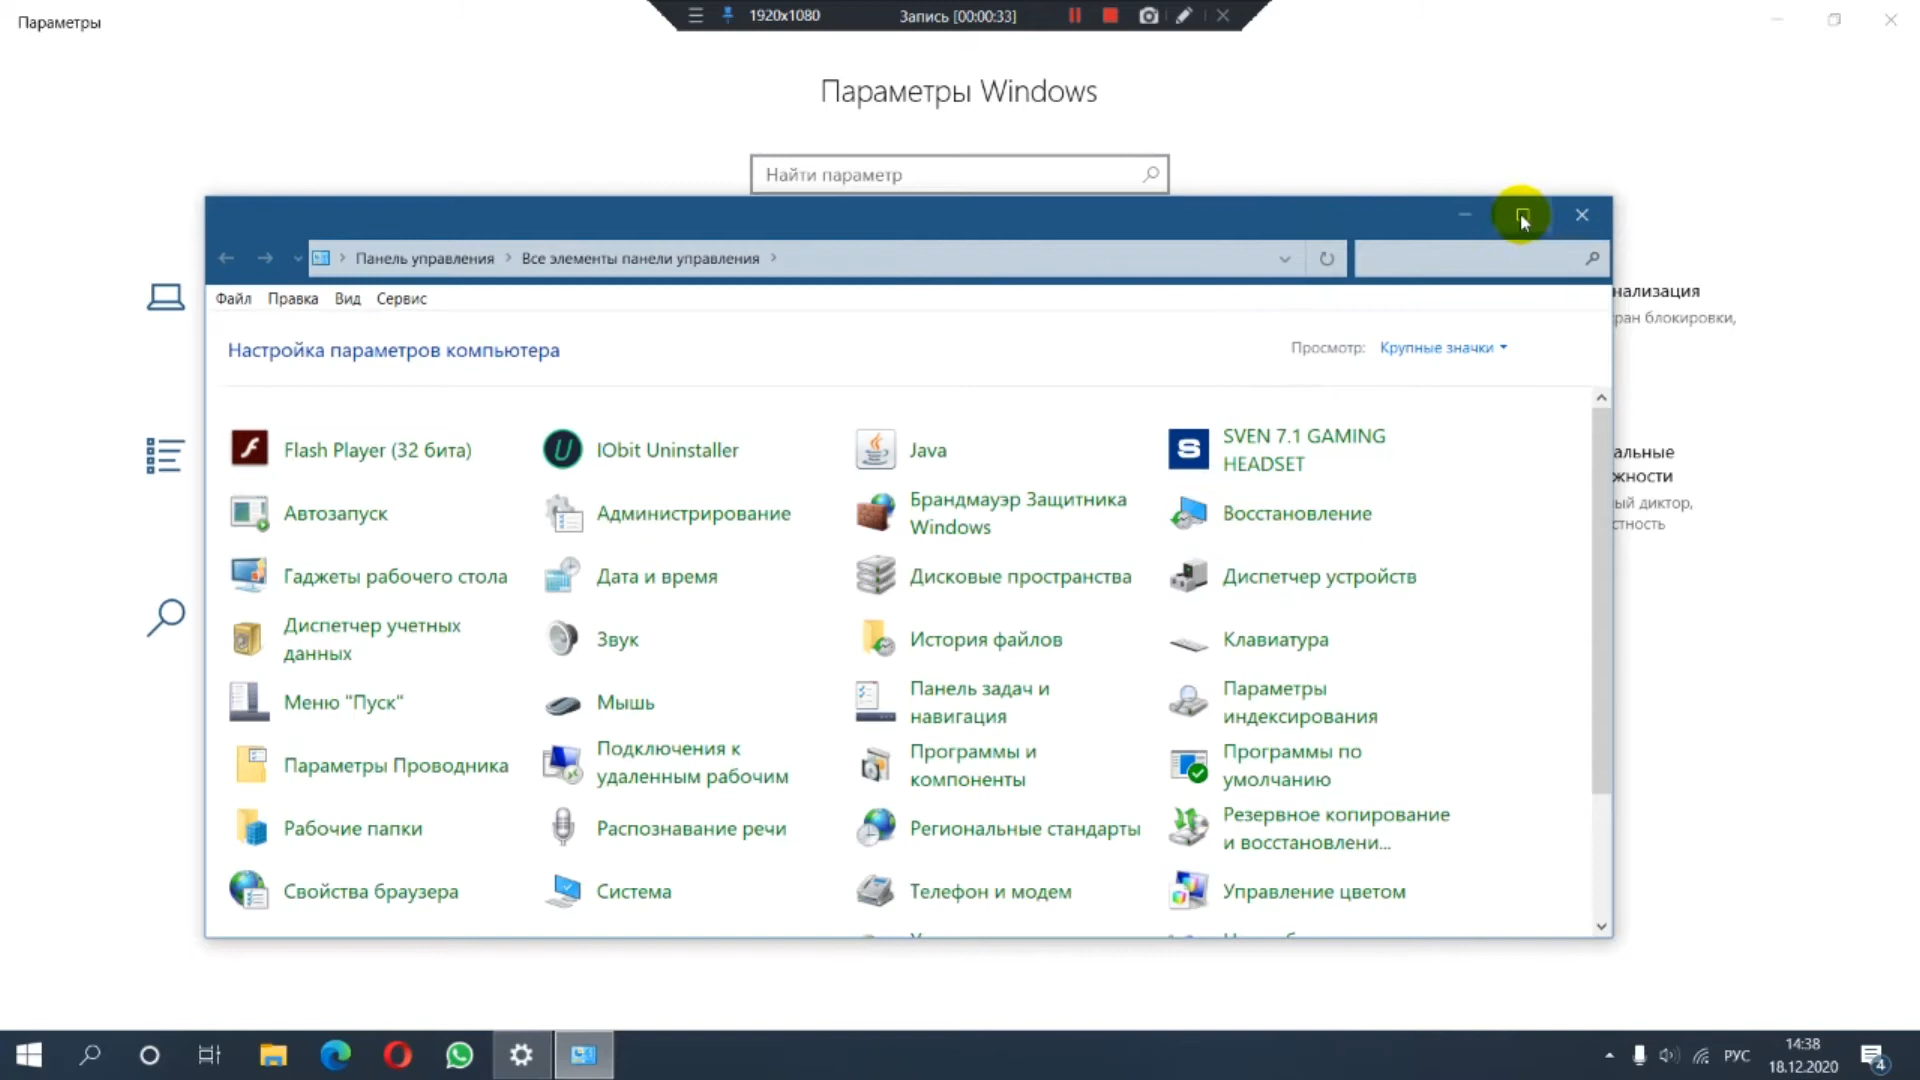 Параметры
1920x1080
Запись [00:00:33]
Параметры Windows
Найти параметр
Панель управления
Все элементы панели управления
Файл Правка Вид Сервис
Настройка параметров компьютера
Просмотр: Крупные значки
Flash Player (32 бита)
IObit Uninstaller
Java
SVEN 7.1 GAMING
HEADSET
Автозапуск
Администрирование
Брандмауэр Защитника
Windows
Восстановление
Гаджеты рабочего стола
Дата и время
Дисковые пространства
Диспетчер устройств
Диспетчер учетных
данных
Звук
История файлов
Клавиатура
Меню "Пуск"
Мышь
Панель задач и
навигация
Параметры
индексирования
Параметры Проводника
Подключения к
удаленным рабочим
Программы и
компоненты
Программы по
умолчанию
Рабочие папки
Распознавание речи
Региональные стандарты
Резервное копирование
и восстановлени...
Свойства браузера
Система
Телефон и модем
Управление цветом
нализация
ран блокировки,
альные
жности
ый диктор,
стность
РУС
14:38
18.12.2020
4